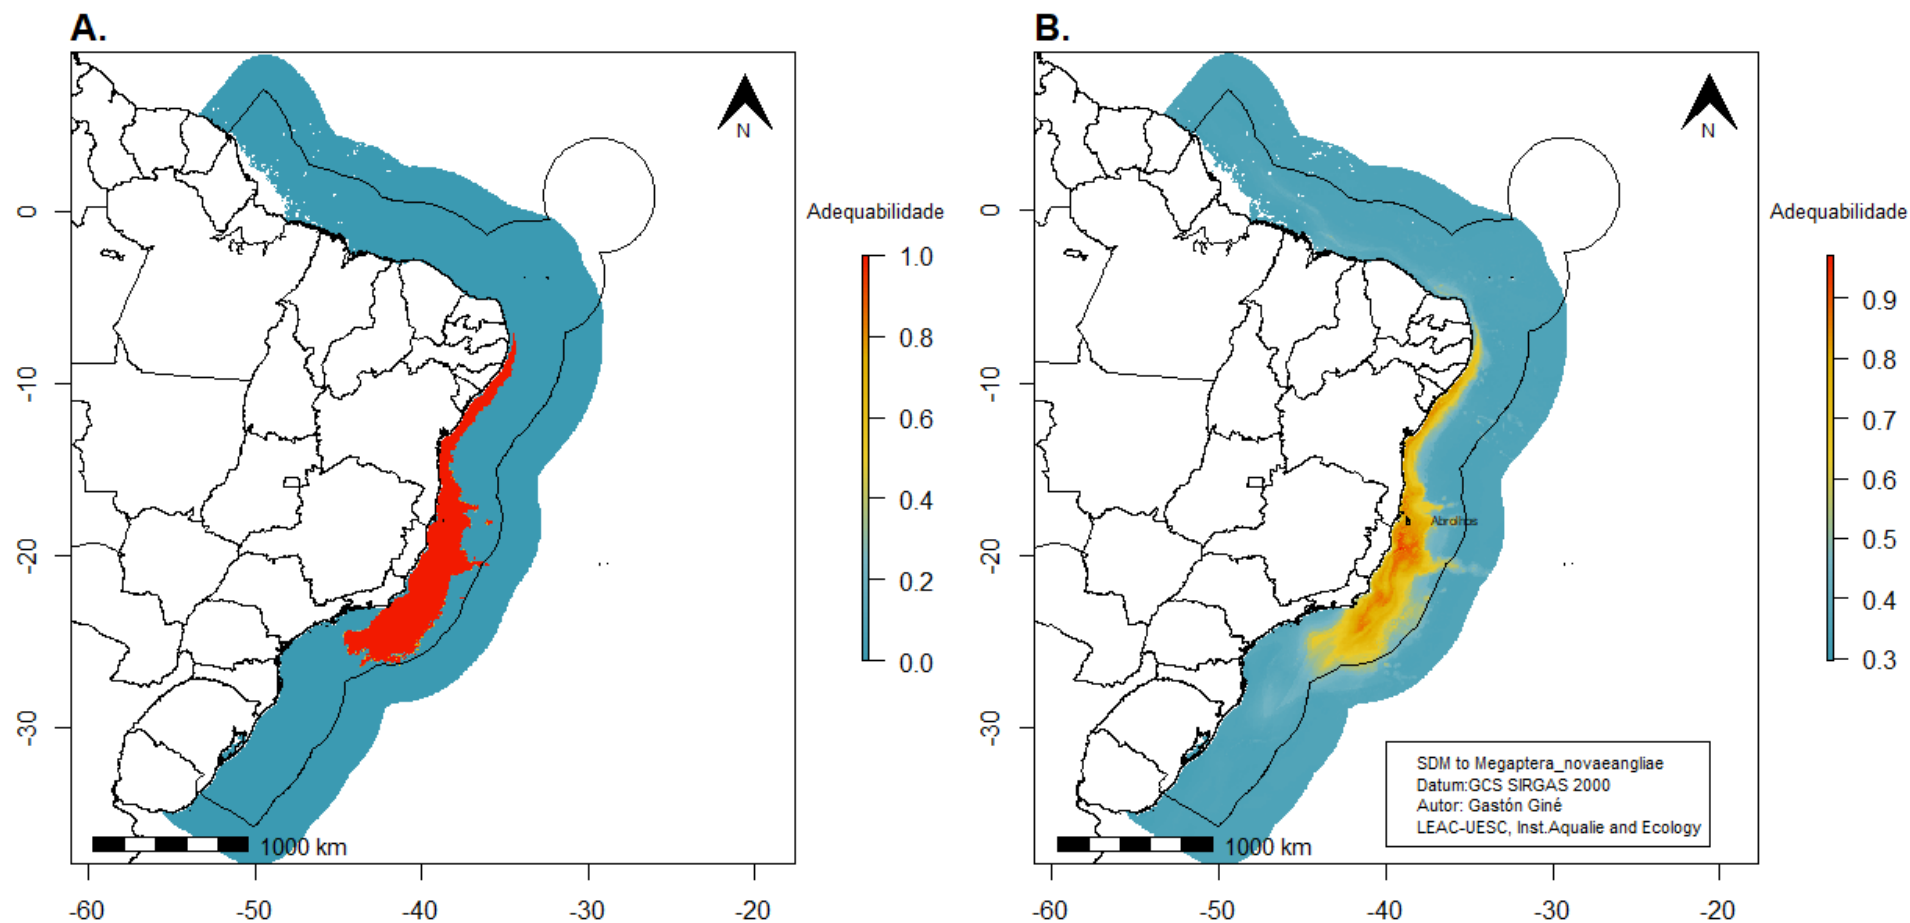 A.
B.
N
N
Adequabilidade
Adequabilidade
1.0
0.8
0.6
0.4
0.2
0.0
0.9
0.8
0.7
0.6
0.5
0.4
0.3
0
-10
-20
-30
0
-10
-20
-30
Abrolhos
SDM to Megaptera_novaeangliae
Datum:GCS SIRGAS 2000
Autor: Gastón Giné
LEAC-UESC, Inst.Aqualie and Ecology
1000 km
1000 km
-60 -50 -40 -30 -20
-60 -50 -40 -30 -20